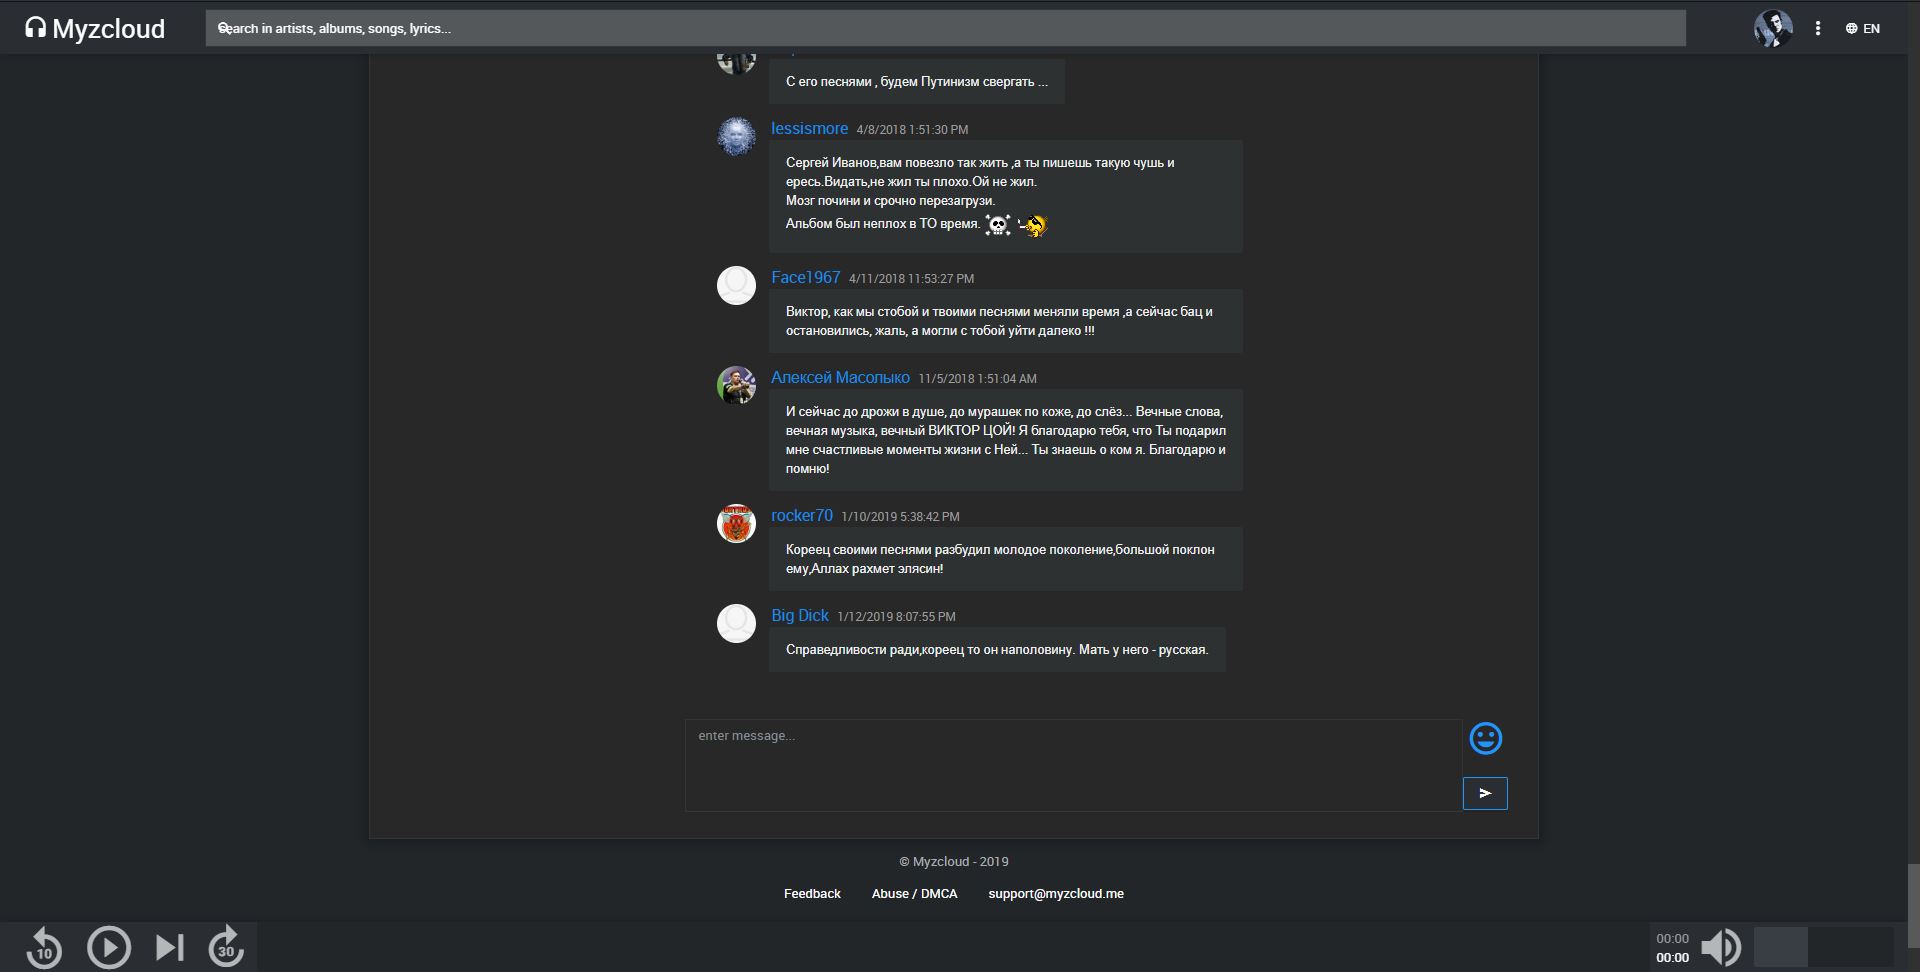 Myzcloud
Search in artists, albums, songs, lyrics...
EN
С его песнями , будем Путинизм свергать ...
lessismore 4/8/2018 1:51:30 PM
Сергей Иванов,вам повезло так жить ,а ты пишешь такую чушь и
ересь.Видать,не жил ты плохо.Ой не жил.
Мозг почини и срочно перезагрузи.
Альбом был неплох в ТО время.
Face1967 4/11/2018 11:53:27 PM
Виктор, как мы стобой и твоими песнями меняли время ,а сейчас бац и
остановились, жаль, а могли с тобой уйти далеко !!!
Алексей Масолыко 11/5/2018 1:51:04 AM
И сейчас до дрожи в душе, до мурашек по коже, до слёз... Вечные слова,
вечная музыка, вечный ВИКТОР ЦОЙ! Я благодарю тебя, что Ты подарил
мне счастливые моменты жизни с Ней... Ты знаешь о ком я. Благодарю и
помню!
rocker70 1/10/2019 5:38:42 PM
Кореец своими песнями разбудил молодое поколение,большой поклон
ему,Аллах рахмет элясин!
Big Dick 1/12/2019 8:07:55 PM
Справедливости ради,кореец то он наполовину. Мать у него - русская.
enter message...
© Myzcloud - 2019
Feedback Abuse / DMCA support@myzcloud.me
10
30
00:00
00:00